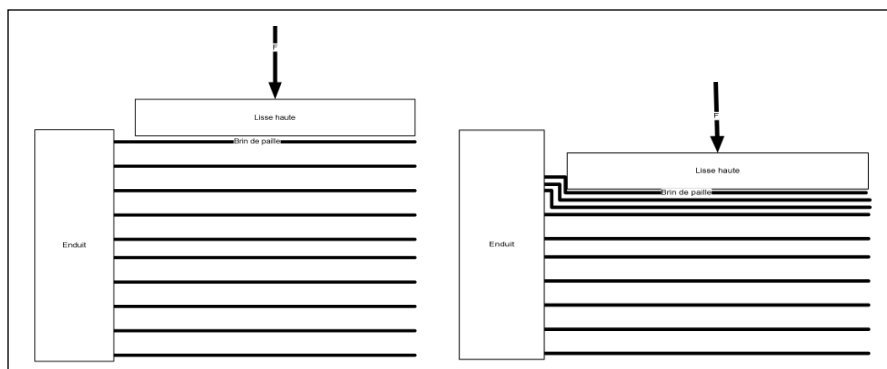 F
Lisse haute
Brin de paille
Enduit
F
Lisse haute
Brin de paille
Enduit